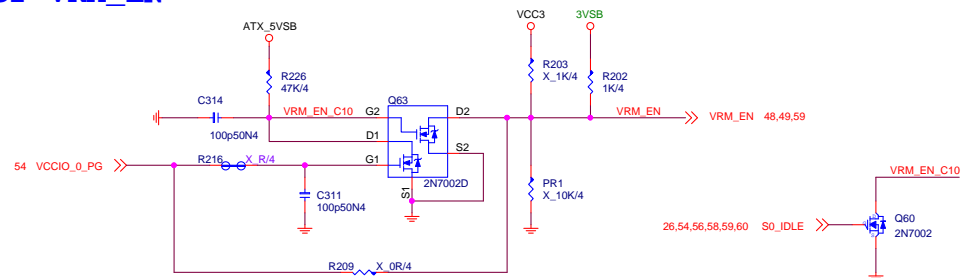 VRM_EN
ATX_5VSB
VCC3
3VSB
R226
47K/4
R203
X_1K/4
R202
1K/4
C314
100p50N4
VRM_EN_C10
Q63
G2
D2
D1
S2
G1
S1
2N7002D
VRM_EN
VRM_EN 48,49,59
54 VCCIO_0_PG
R216
X_R/4
C311
100p50N4
PR1
X_10K/4
VRM_EN_C10
26,54,56,58,59,60 S0_IDLE
Q60
2N7002
R209
X_0R/4